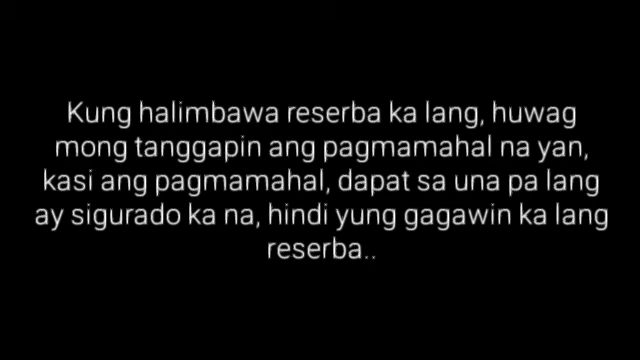 Kung halimbawa reserba ka lang, huwag
mong tanggapin ang pagmamahal na yan,
kasi ang pagmamahal, dapat sa una pa lang
ay sigurado ka na, hindi yung gagawin ka lang
reserba..